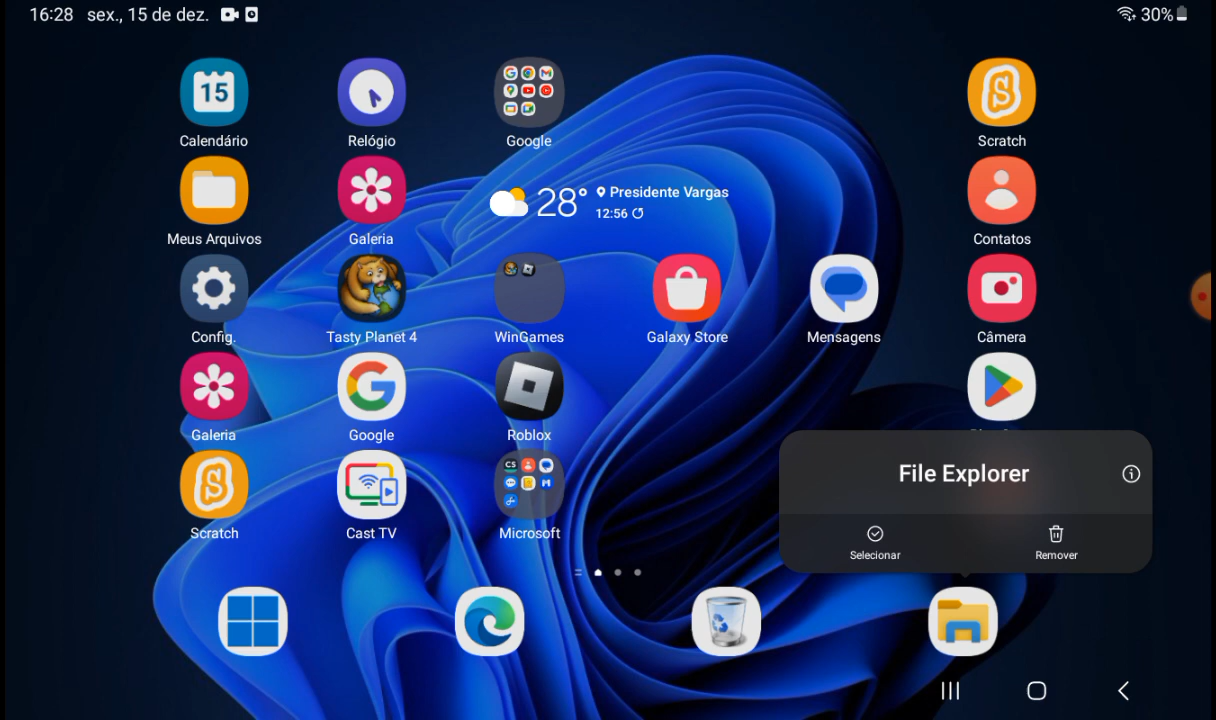 16:28 sex., 15 de dez.
30%
15
Calendário
Relógio
Google
Scratch
Meus Arquivos
Galeria
28° Presidente Vargas
12:56
Contatos
Config.
Tasty Planet 4
WinGames
Galaxy Store
Mensagens
Câmera
Galeria
Google
Roblox
File Explorer
Scratch
Cast TV
CS
Microsoft
Selecionar
Remover